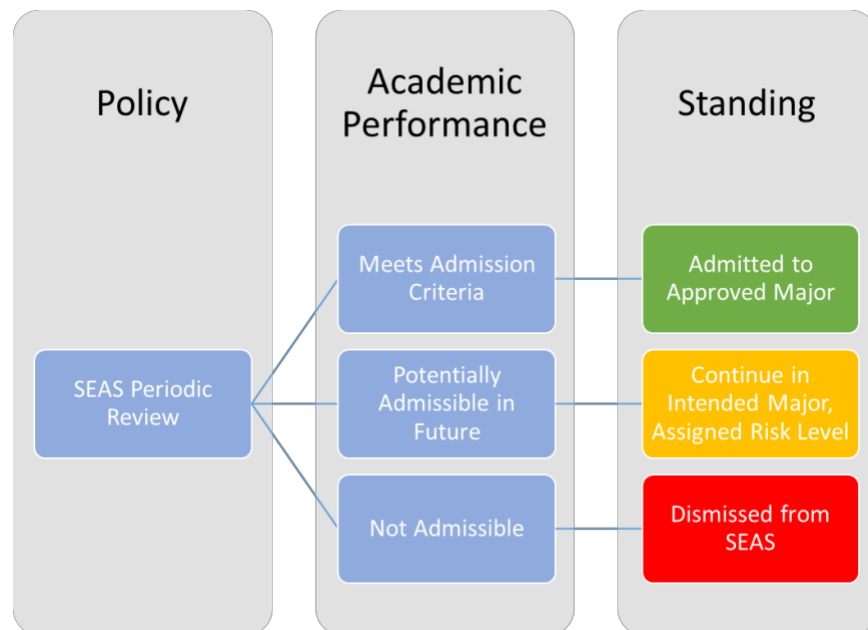 Policy
Academic
Performance
Standing
SEAS Periodic
Review
Meets Admission
Criteria
Admitted to
Approved Major
Potentially
Admissible in
Future
Continue in
Intended Major,
Assigned Risk Level
Not Admissible
Dismissed from
SEAS